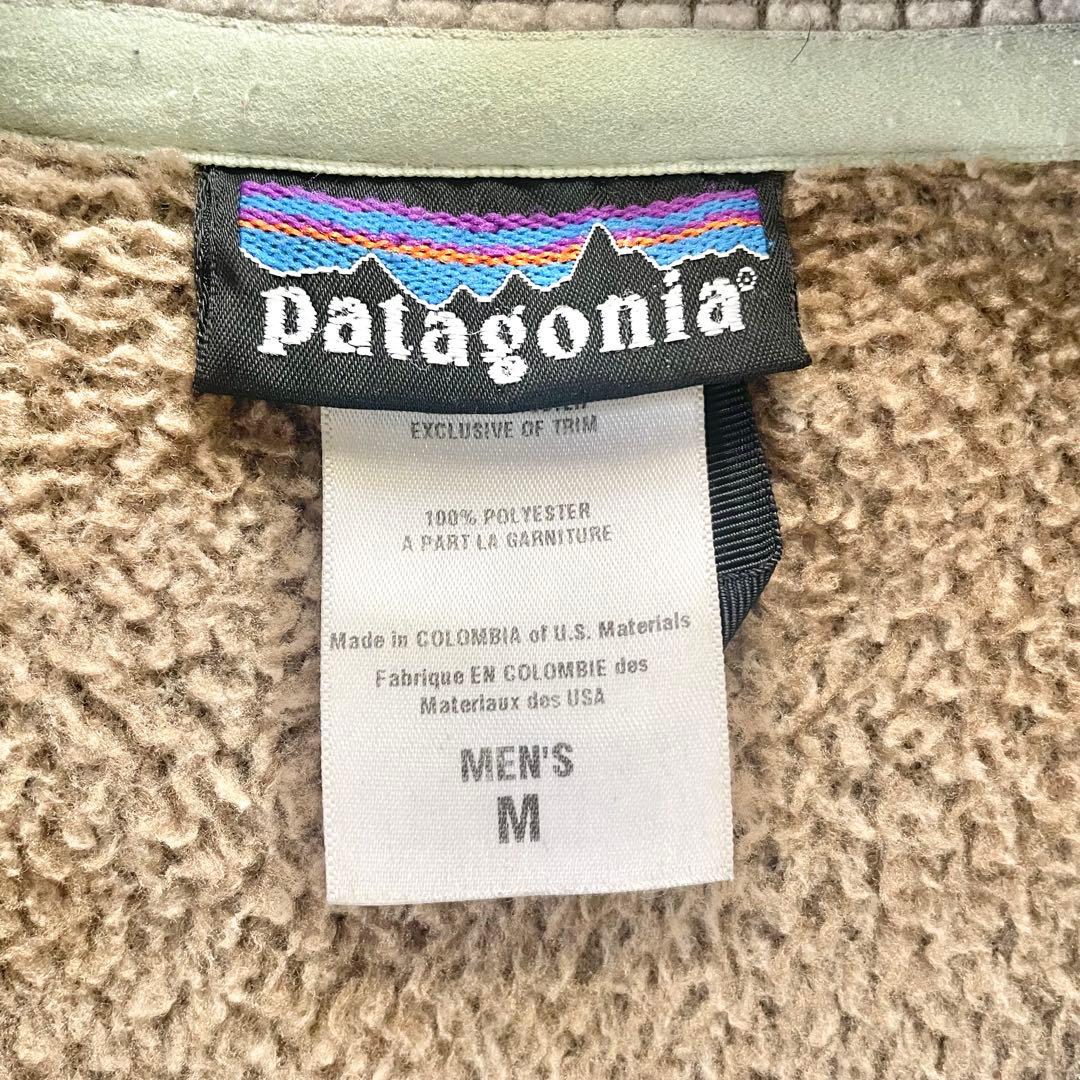 patagonia®
EXCLUSIVE OF TRIM
100% POLYESTER
A PART LA GARNITURE
Made in COLOMBIA of U.S. Materials
Fabrique EN COLOMBIE des
Materiaux des USA
MEN'S
M